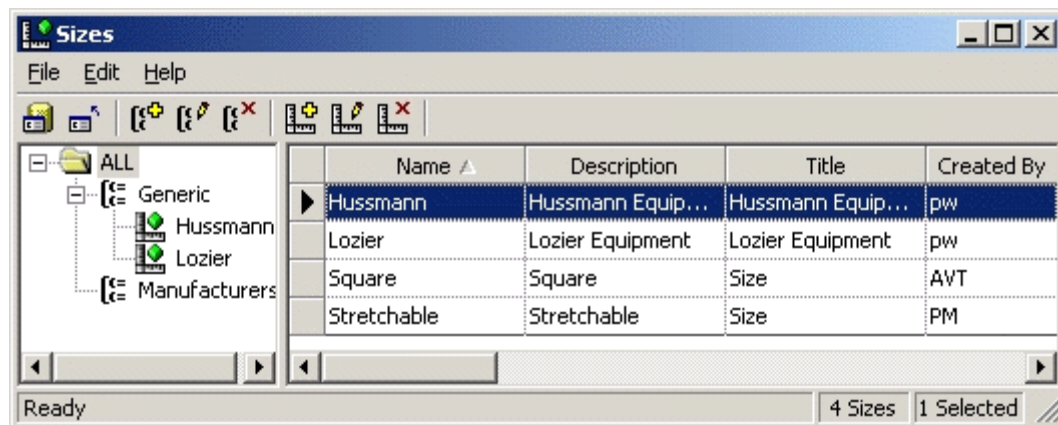 Sizes
File Edit Help
ALL
Generic
Hussmann
Lozier
Manufacturers
Name Description Title Created By
Hussmann Hussmann Equip... Hussmann Equip... pw
Lozier Lozier Equipment Lozier Equipment pw
Square Square Size AVT
Stretchable Stretchable Size PM
Ready 4 Sizes 1 Selected